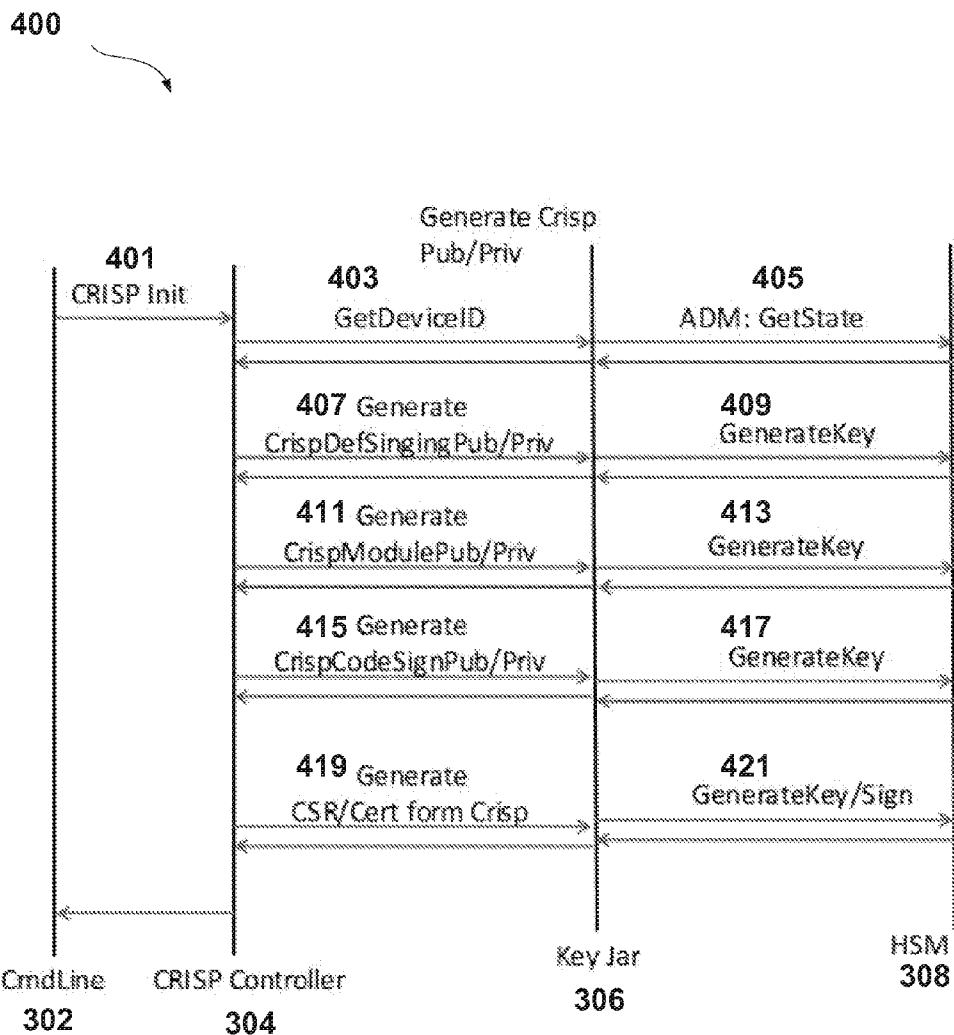 400
Generate Crisp
Pub/Priv
401
CRISP Init
403
GetDeviceID
405
ADM: GetState
407 Generate
CrispDefSingingPub/Priv
409
GenerateKey
411 Generate
CrispModulePub/Priv
413
GenerateKey
415 Generate
CrispCodeSignPub/Priv
417
GenerateKey
419 Generate
CSR/Cert form Crisp
421
GenerateKey/Sign
CmdLine
302
CRISP Controller
304
Key Jar
306
HSM
308